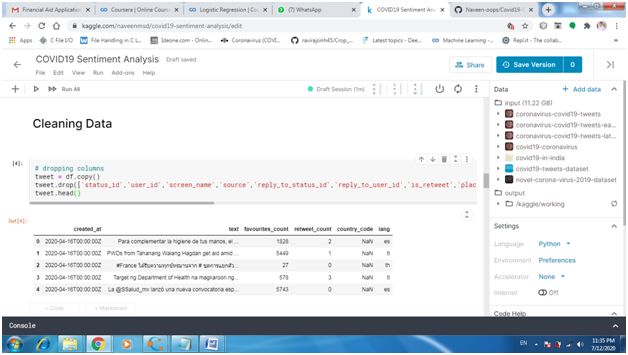 Financial Aid Application
Coursera | Online Course
Logistic Regression | Co
(7) WhatsApp
COVID19 Sentiment An
Naveen-oops/Covid19-
kaggle.com/naveenmsd/covid19-sentiment-analysis/edit
Apps
C File I/O
File Handling in C L...
Ideone.com - Online...
Coronavirus (COVI...
ravirajsinh45/Crop_...
Latest topics - Dee...
Machine Learning -...
Repl.it - The collab...
COVID19 Sentiment Analysis
Draft saved
File Edit View Run Add-ons Help
Share
Save Version
0
Run All
Draft Session (1m)
Data
+ Add data
input (11.22 GB)
coronavirus-covid19-tweets
coronavirus-covid19-tweets-ea...
coronavirus-covid19-tweets-lat...
covid19-coronavirus
covid19-in-india
covid19-tweets-dataset
novel-corona-virus-2019-dataset
output
/kaggle/working
Settings
Language Python
Environment Preferences
Accelerator None
Internet Off
Code Help
Cleaning Data
[4]:
# dropping columns
tweet = df.copy()
tweet.drop(['status_id','user_id','screen_name','source','reply_to_status_id','reply_to_user_id','is_retweet','plac
tweet.head()
Out[4]:
created_at text favourites_count retweet_count country_code lang
0 2020-04-16T00:00:00Z Para complementar la higiene de tus manos, el ... 1828 2 NaN es
1 2020-04-16T00:00:00Z PWDs from Tahanang Walang Hagdan get aid amid ... 5449 1 NaN tl
2 2020-04-16T00:00:00Z #France 27 0 NaN th
3 2020-04-16T00:00:00Z Target ng Department of Health na magkaroon ng... 578 3 NaN tl
4 2020-04-16T00:00:00Z La @SSalud_mx lanzó una nueva convocatoria esp... 5743 0 NaN es
+ Code
+ Markdown
Console
EN
11:35 PM
7/12/2020